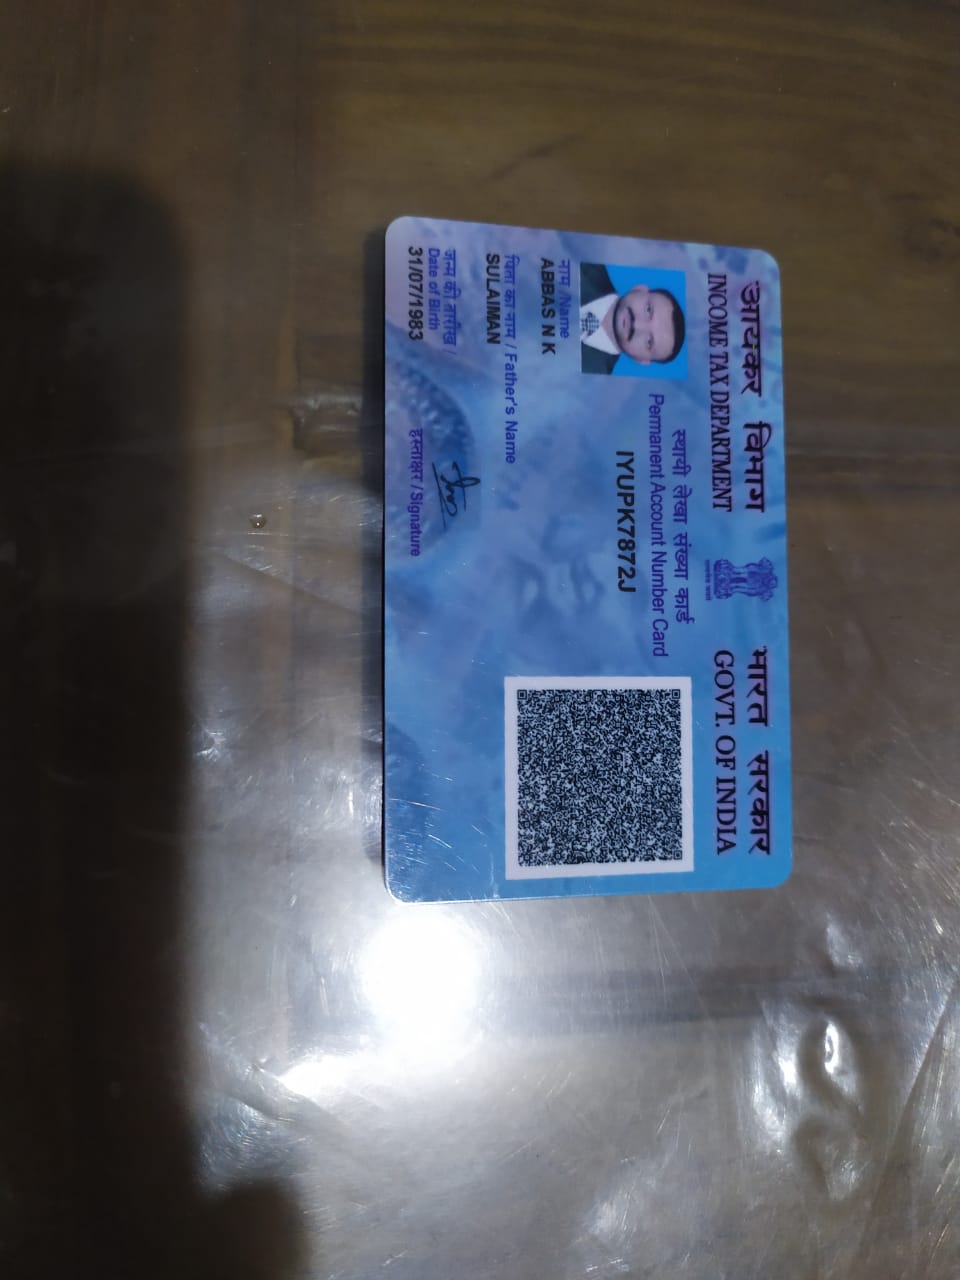 आयकर विभाग
INCOME TAX DEPARTMENT
भारत सरकार
GOVT. OF INDIA
स्थायी लेखा संख्या कार्ड
Permanent Account Number Card
IYUPK7872J
नाम / Name
ABBAS N K
पिता का नाम / Father's Name
SULAIMAN
जन्म की तारीख /
Date of Birth
31/07/1983
हस्ताक्षर / Signature